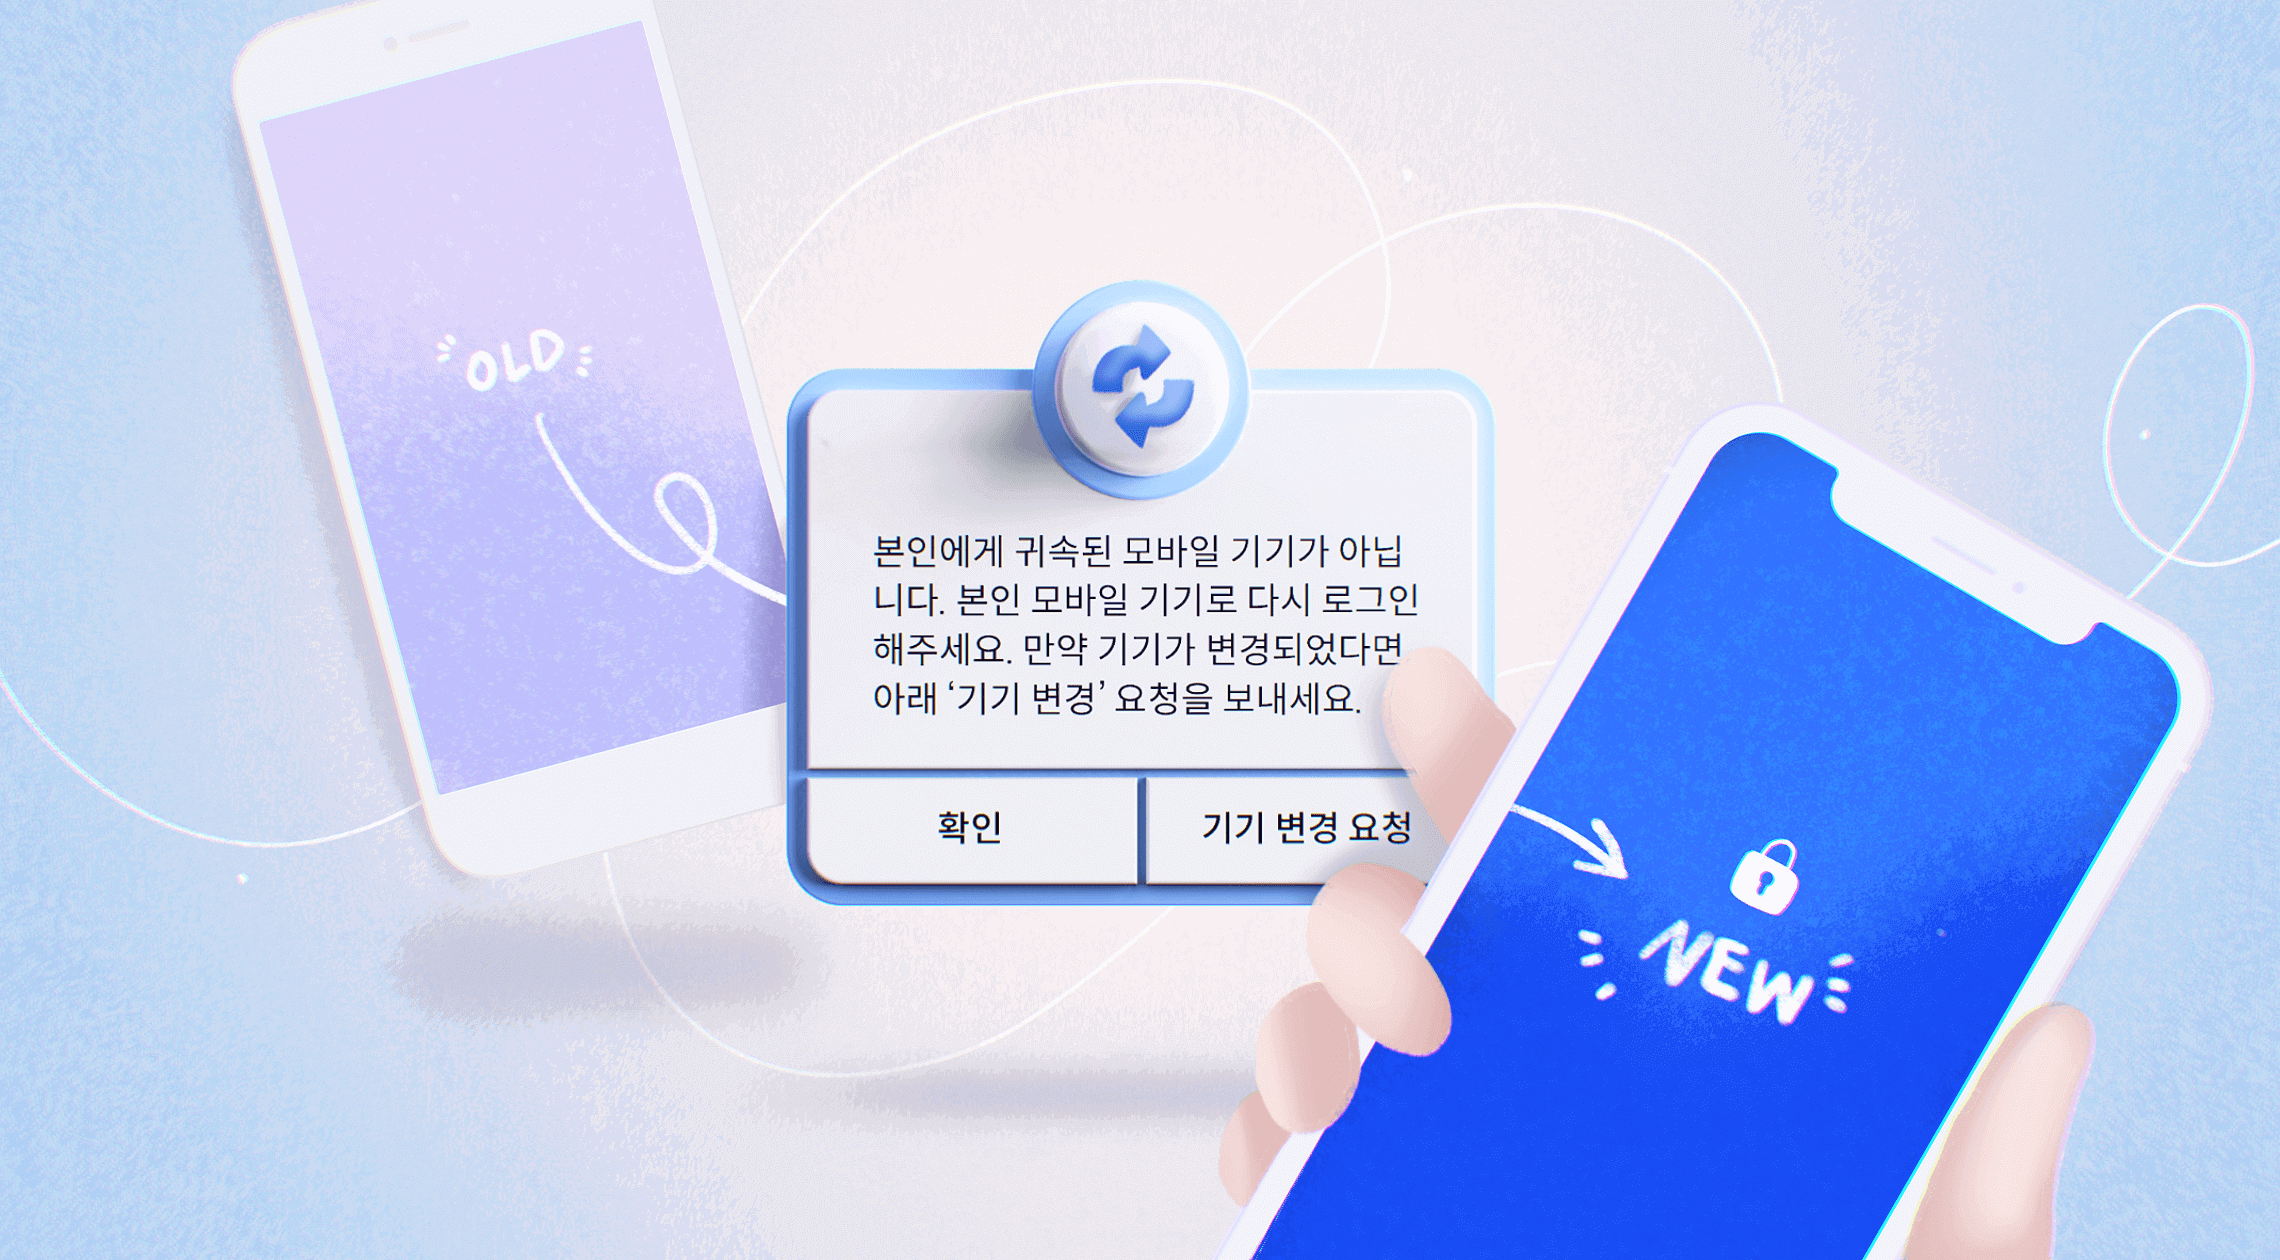 OLD
본인에게 귀속된 모바일 기기가 아닙
니다. 본인 모바일 기기로 다시 로그인
해주세요. 만약 기기가 변경되었다면
아래 ‘기기 변경’ 요청을 보내세요.
확인
기기 변경 요청
NEW